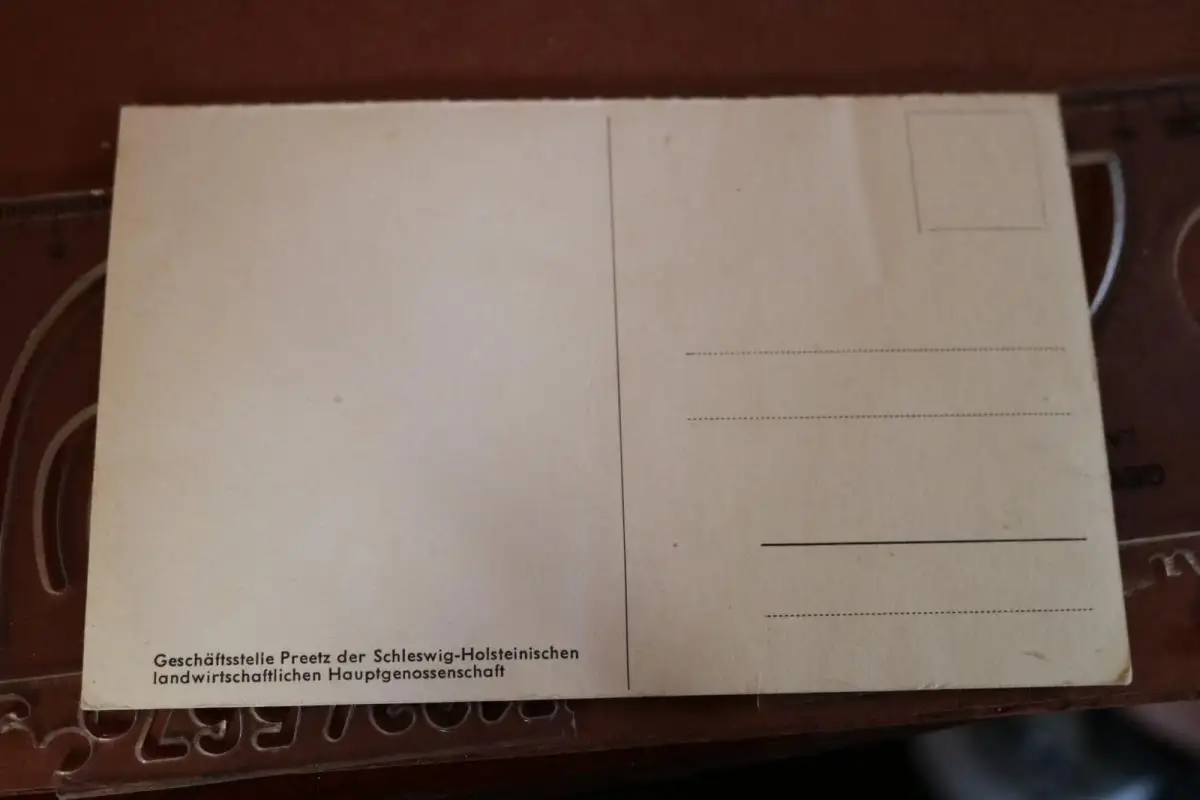 Geschäftsstelle Preetz der Schleswig-Holsteinischen
landwirtschaftlichen Hauptgenossenschaft